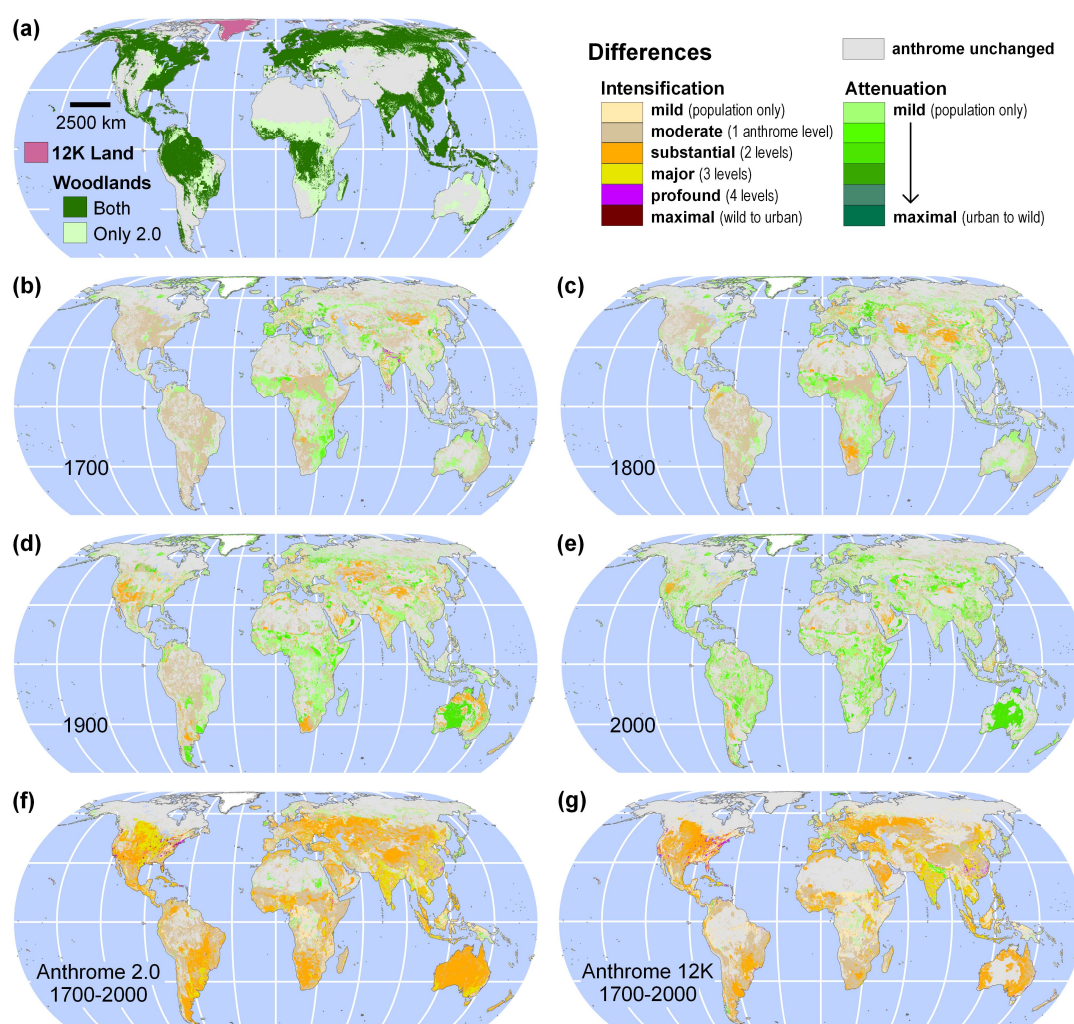 (a)
2500 km
12K Land
Woodlands
Both
Only 2.0
Differences
anthrome unchanged
Intensification
mild (population only)
moderate (1 anthrome level)
substantial (2 levels)
major (3 levels)
profound (4 levels)
maximal (wild to urban)
Attenuation
mild (population only)
maximal (urban to wild)
(b)
1700
(c)
1800
(d)
1900
(e)
2000
(f)
Anthrome 2.0
1700-2000
(g)
Anthrome 12K
1700-2000